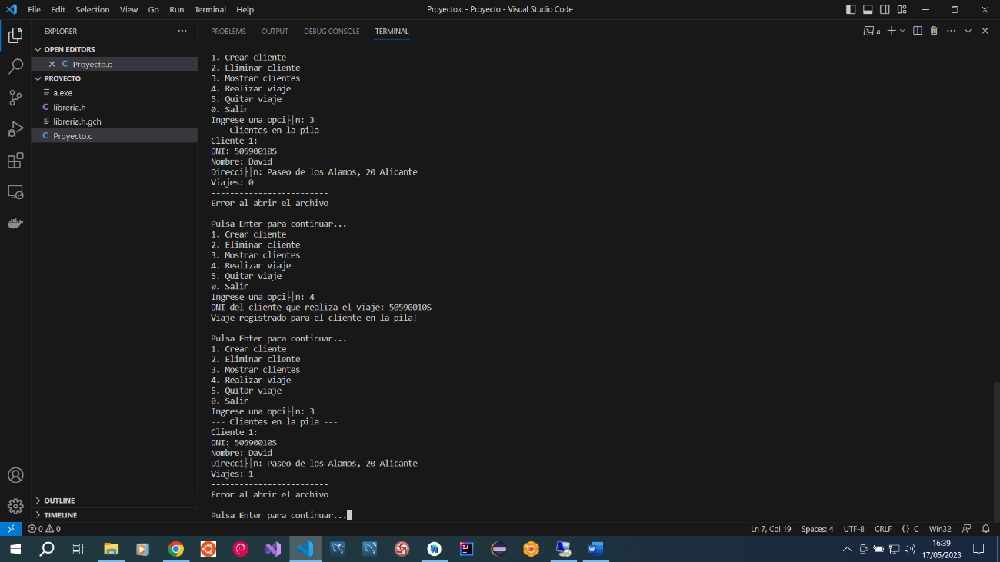 File Edit Selection View Go Run Terminal Help
Proyecto.c - Proyecto - Visual Studio Code
EXPLORER
OPEN EDITORS
C Proyecto.c
PROYECTO
a.exe
C libreria.h
libreria.h.gch
C Proyecto.c
OUTLINE
TIMELINE
PROBLEMS OUTPUT DEBUG CONSOLE TERMINAL
a
1. Crear cliente
2. Eliminar cliente
3. Mostrar clientes
4. Realizar viaje
5. Quitar viaje
0. Salir
Ingrese una opci├│n: 3
--- Clientes en la pila ---
Cliente 1:
DNI: 50590010S
Nombre: David
Direcci├│n: Paseo de los Alamos, 20 Alicante
Viajes: 0
-------------------------
Error al abrir el archivo
Pulsa Enter para continuar...
1. Crear cliente
2. Eliminar cliente
3. Mostrar clientes
4. Realizar viaje
5. Quitar viaje
0. Salir
Ingrese una opci├│n: 4
DNI del cliente que realiza el viaje: 50590010S
Viaje registrado para el cliente en la pila!
Pulsa Enter para continuar...
1. Crear cliente
2. Eliminar cliente
3. Mostrar clientes
4. Realizar viaje
5. Quitar viaje
0. Salir
Ingrese una opci├│n: 3
--- Clientes en la pila ---
Cliente 1:
DNI: 50590010S
Nombre: David
Direcci├│n: Paseo de los Alamos, 20 Alicante
Viajes: 1
-------------------------
Error al abrir el archivo
Pulsa Enter para continuar...
0 0
Ln 7, Col 19 Spaces: 4 UTF-8 CRLF {} C Win32
16:39
17/05/2023